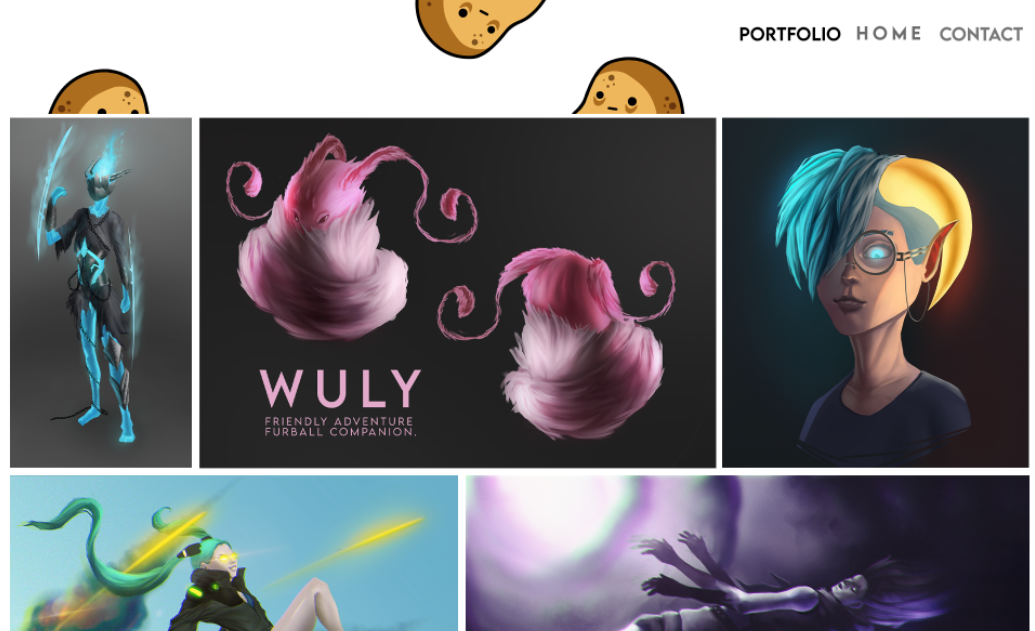 PORTFOLIO HOME CONTACT
WULY
FRIENDLY ADVENTURE
FURBALL COMPANION.